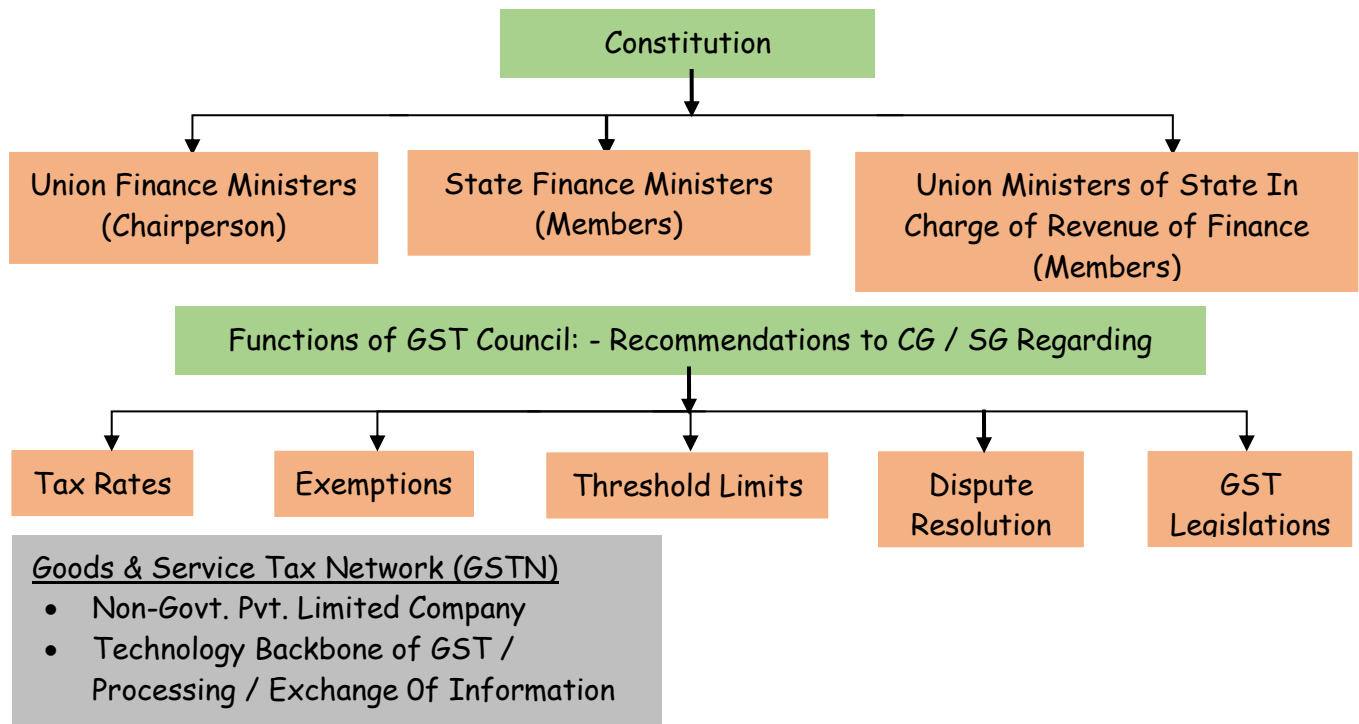 Constitution
Union Finance Ministers
(Chairperson)
State Finance Ministers
(Members)
Union Ministers of State In
Charge of Revenue of Finance
(Members)
Functions of GST Council: - Recommendations to CG / SG Regarding
Tax Rates
Exemptions
Threshold Limits
Dispute
Resolution
GST
Legislations
Goods & Service Tax Network (GSTN)
• Non-Govt. Pvt. Limited Company
• Technology Backbone of GST /
Processing / Exchange Of Information